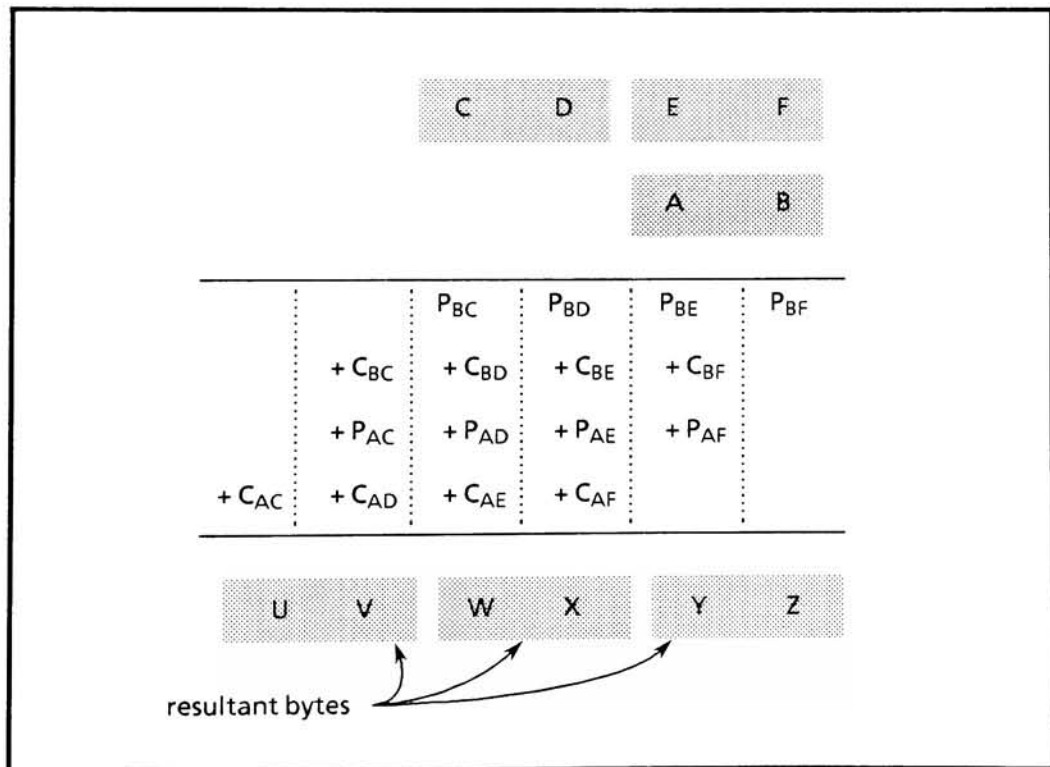 C D E F
A B
P_BC P_BD P_BE P_BF
+ C_BC + C_BD + C_BE + C_BF
+ P_AC + P_AD + P_AE + P_AF
+ C_AC + C_AD + C_AE + C_AF
U V W X Y Z
resultant bytes